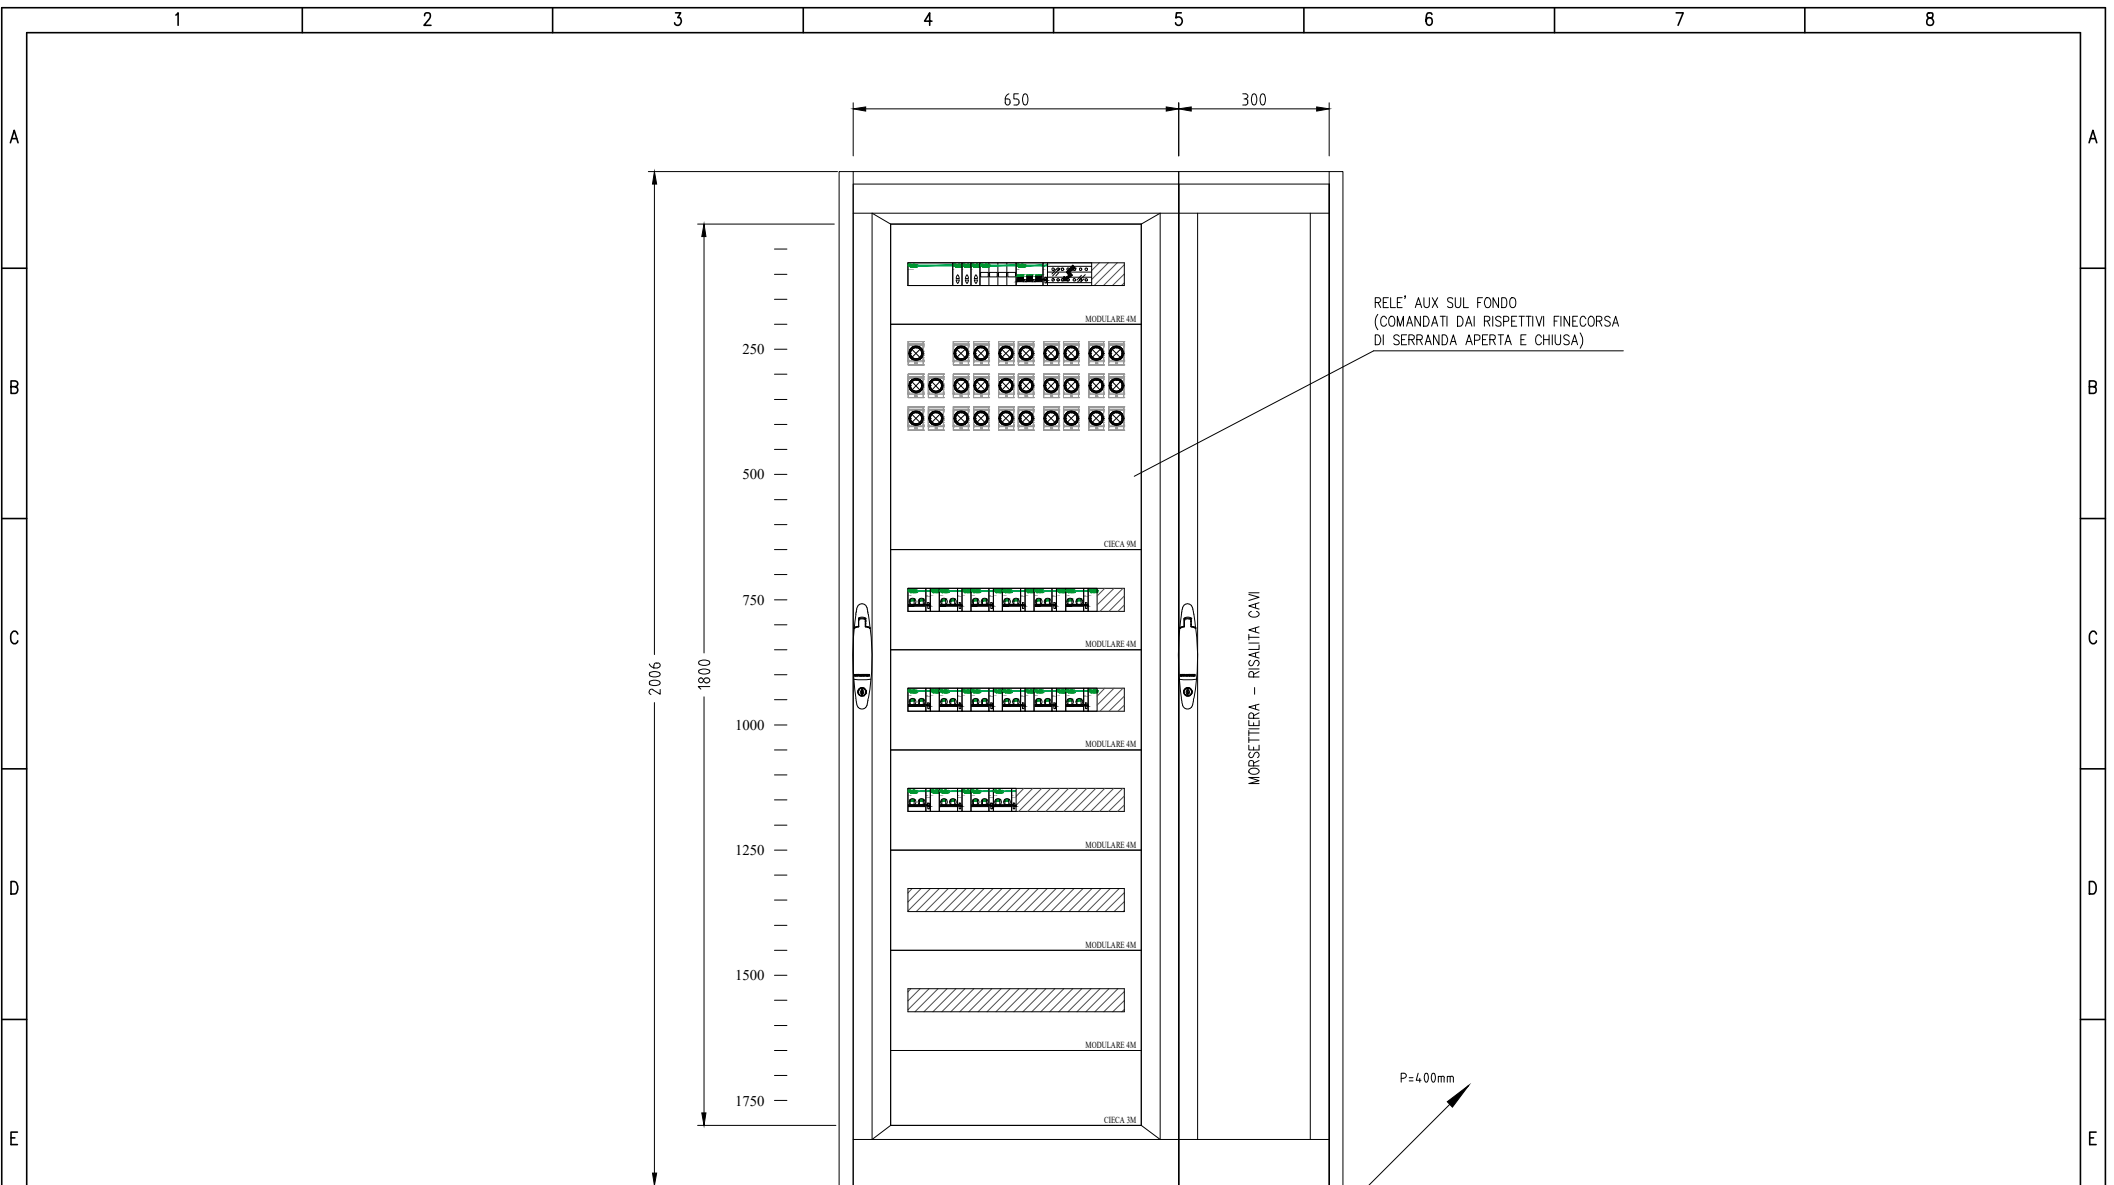 1 2 3 4 5 6 7 8
650 300
A A
RELE' AUX SUL FONDO
(COMANDATI DAI RISPETTIVI FINECORSA
DI SERRANDA APERTA E CHIUSA)
MODULARE 4M
250
B B
500
CIECA 9M
750
MODULARE 4M
C C
2006
1800
MORSETTIERA - RISALITA CAVI
1000
MODULARE 4M
1250
MODULARE 4M
D D
MODULARE 4M
1500
MODULARE 4M
P=400mm
1750
CIECA 3M
E E